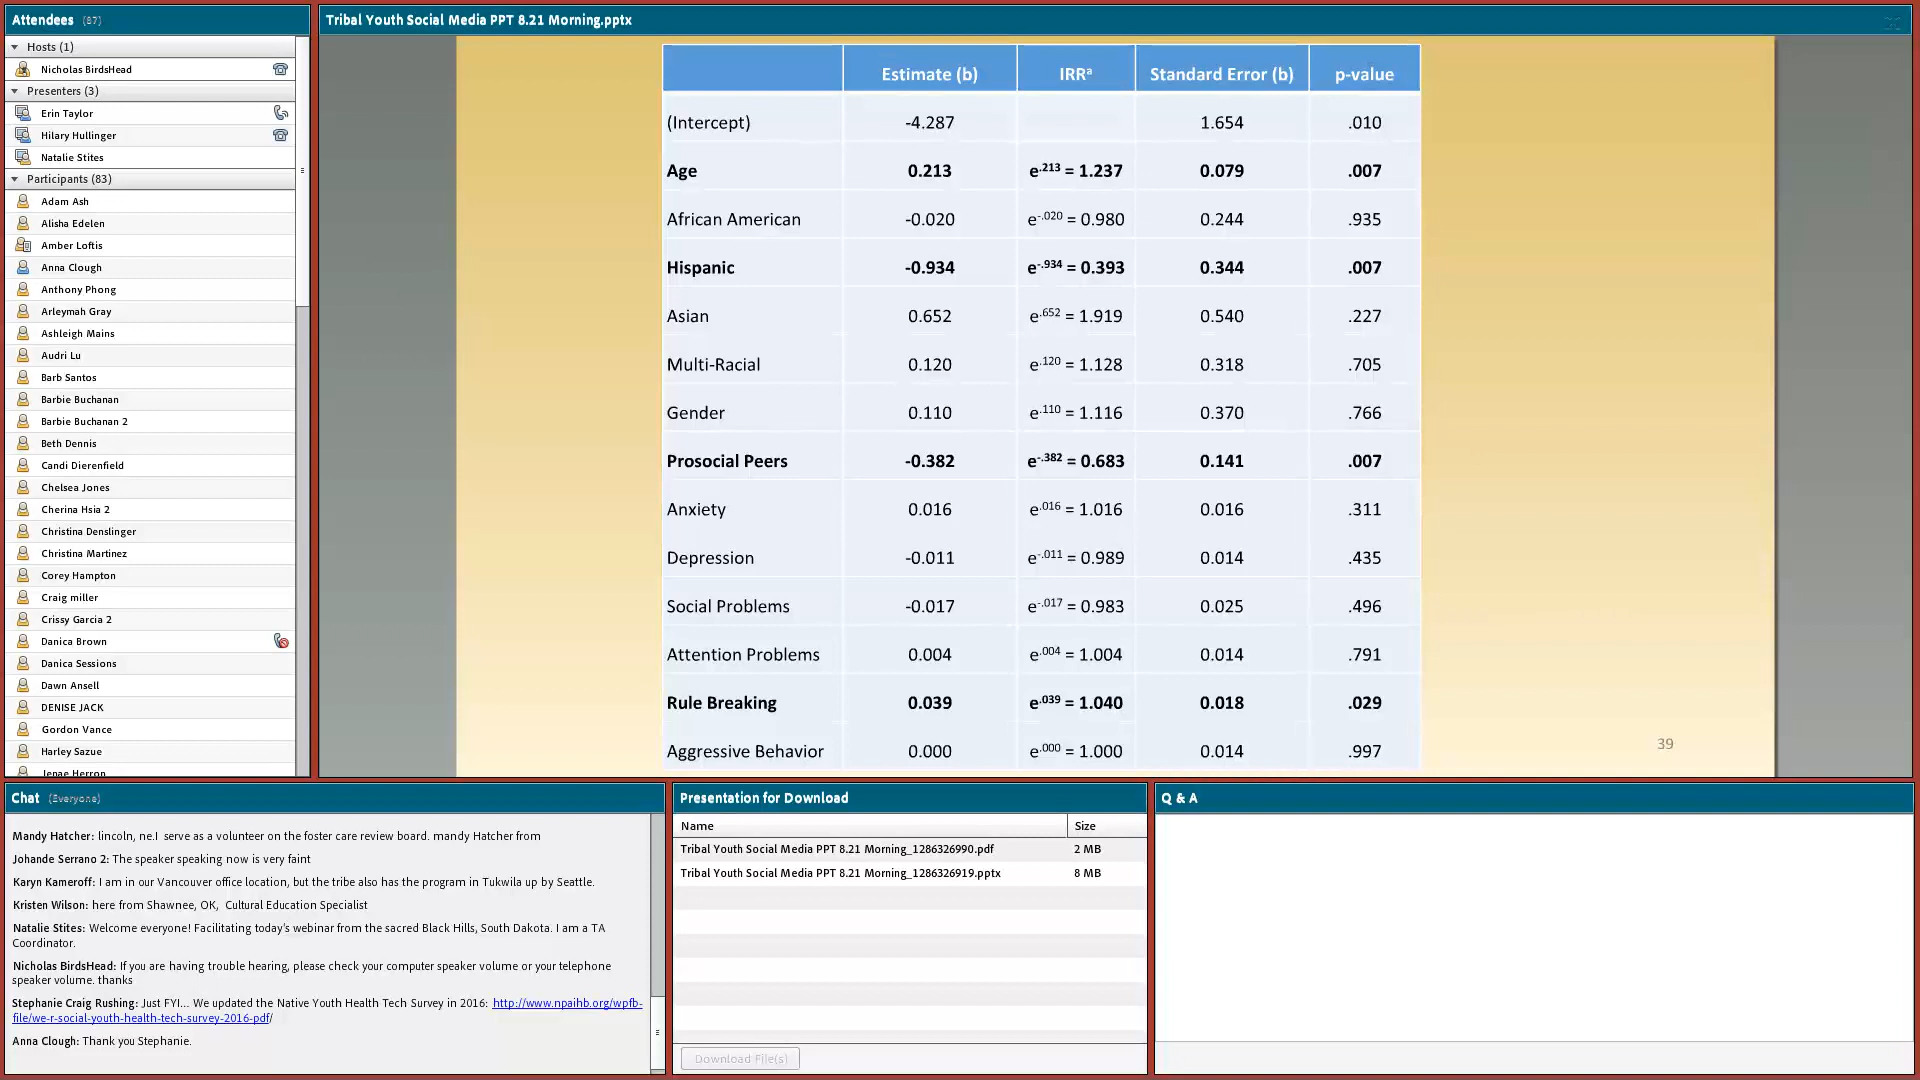 Attendees (87)
Hosts (1)
Nicholas BirdsHead
Presenters (3)
Erin Taylor
Hilary Hullinger
Natalie Stites
Participants (83)
Adam Ash
Alisha Edelen
Amber Loftis
Anna Clough
Anthony Phong
Arleymah Gray
Ashleigh Mains
Audri Lu
Barb Santos
Barbie Buchanan
Barbie Buchanan 2
Beth Dennis
Candi Dierenfield
Chelsea Jones
Cherina Hsia 2
Christina Denslinger
Christina Martinez
Corey Hampton
Craig miller
Crissy Garcia 2
Danica Brown
Danica Sessions
Dawn Ansell
DENISE JACK
Gordon Vance
Harley Sazue
Jenae Herron
Tribal Youth Social Media PPT 8.21 Morning.pptx
Estimate (b) IRRᵃ Standard Error (b) p-value
(Intercept) -4.287 1.654 .010
Age 0.213 e^.213 = 1.237 0.079 .007
African American -0.020 e^-.020 = 0.980 0.244 .935
Hispanic -0.934 e^-.934 = 0.393 0.344 .007
Asian 0.652 e^.652 = 1.919 0.540 .227
Multi-Racial 0.120 e^.120 = 1.128 0.318 .705
Gender 0.110 e^.110 = 1.116 0.370 .766
Prosocial Peers -0.382 e^-.382 = 0.683 0.141 .007
Anxiety 0.016 e^.016 = 1.016 0.016 .311
Depression -0.011 e^-.011 = 0.989 0.014 .435
Social Problems -0.017 e^-.017 = 0.983 0.025 .496
Attention Problems 0.004 e^.004 = 1.004 0.014 .791
Rule Breaking 0.039 e^.039 = 1.040 0.018 .029
Aggressive Behavior 0.000 e^.000 = 1.000 0.014 .997
39
Chat (Everyone)
Mandy Hatcher: lincoln, ne.I serve as a volunteer on the foster care review board. mandy Hatcher from
Johande Serrano 2: The speaker speaking now is very faint
Karyn Kameroff: I am in our Vancouver office location, but the tribe also has the program in Tukwila up by Seattle.
Kristen Wilson: here from Shawnee, OK, Cultural Education Specialist
Natalie Stites: Welcome everyone! Facilitating today's webinar from the sacred Black Hills, South Dakota. I am a TA
Coordinator.
Nicholas BirdsHead: If you are having trouble hearing, please check your computer speaker volume or your telephone
speaker volume. thanks
Stephanie Craig Rushing: Just FYI... We updated the Native Youth Health Tech Survey in 2016: http://www.npaihb.org/wpfb-
file/we-r-social-youth-health-tech-survey-2016-pdf/
Anna Clough: Thank you Stephanie.
Presentation for Download
Name Size
Tribal Youth Social Media PPT 8.21 Morning_1286326990.pdf 2 MB
Tribal Youth Social Media PPT 8.21 Morning_1286326919.pptx 8 MB
Download File(s)
Q & A